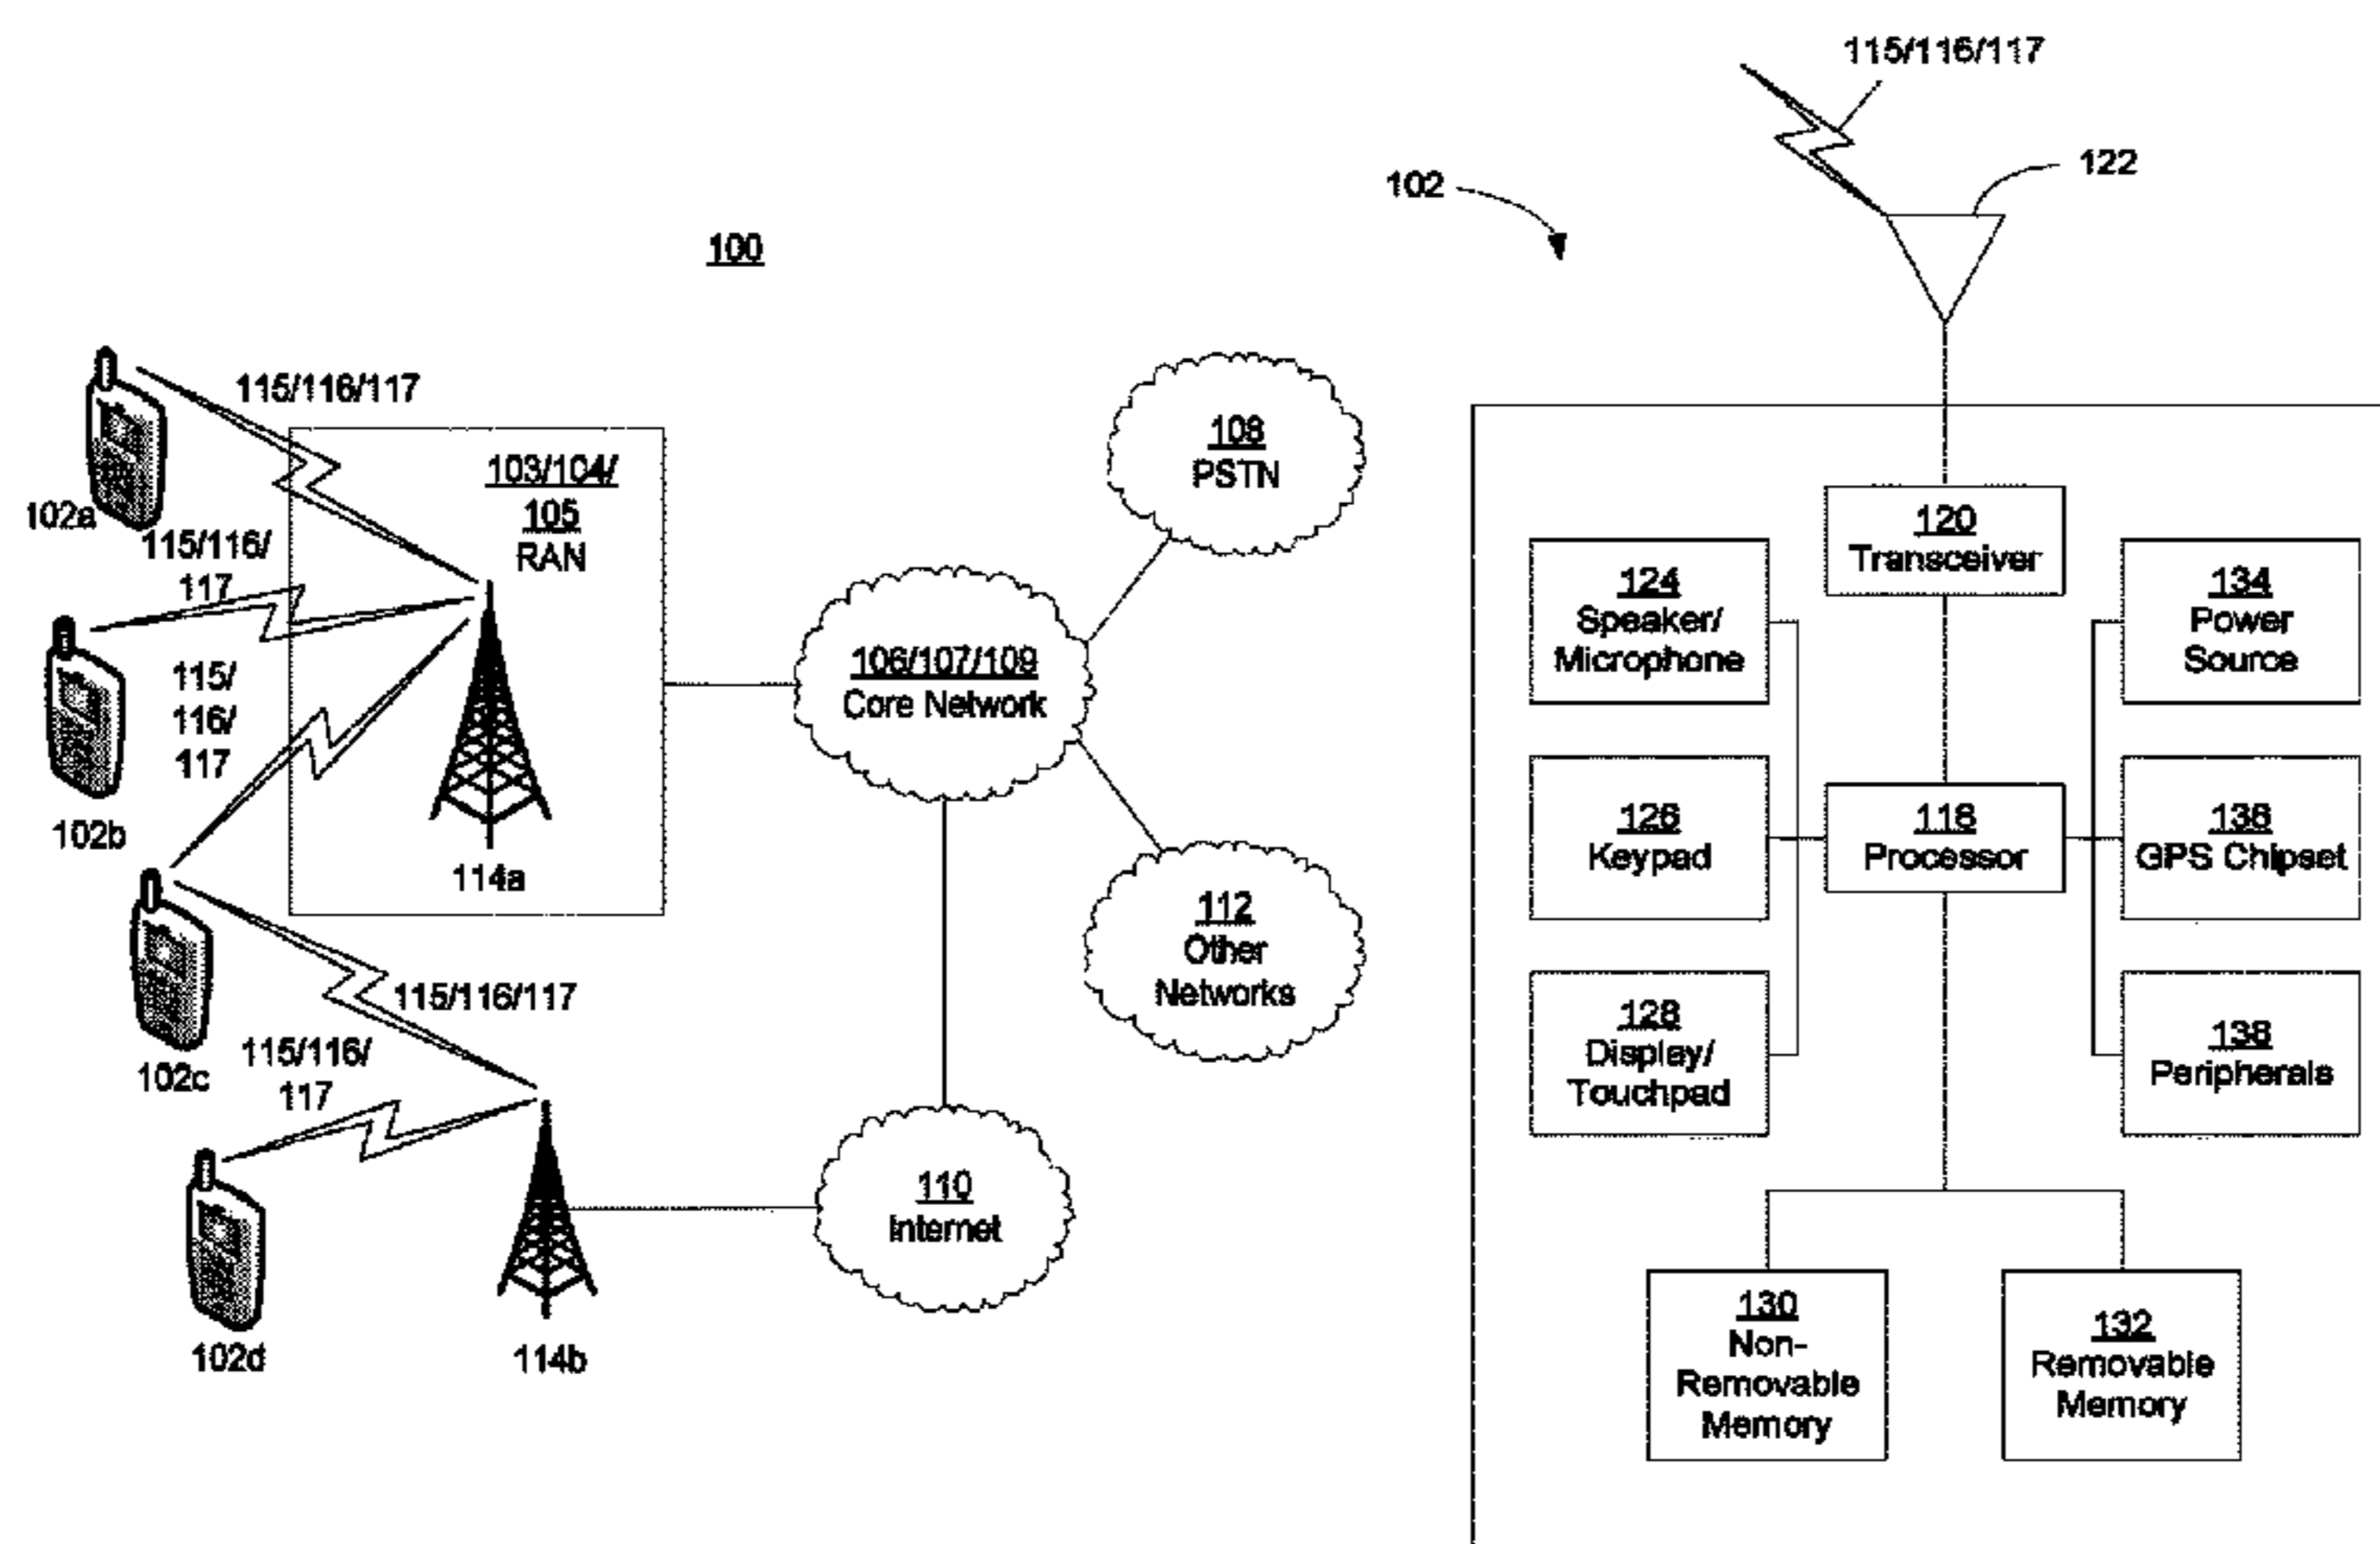 100
102a
115/116/117
103/104/
105
RAN
115/116/
117
102b
115/
116/
117
114a
102c
115/116/117
115/116/
117
102d
114b
106/107/109
Core Network
108
PSTN
112
Other
Networks
110
Internet
102
115/116/117
122
120
Transceiver
124
Speaker/
Microphone
134
Power
Source
126
Keypad
118
Processor
136
GPS Chipset
128
Display/
Touchpad
138
Peripherals
130
Non-
Removable
Memory
132
Removable
Memory